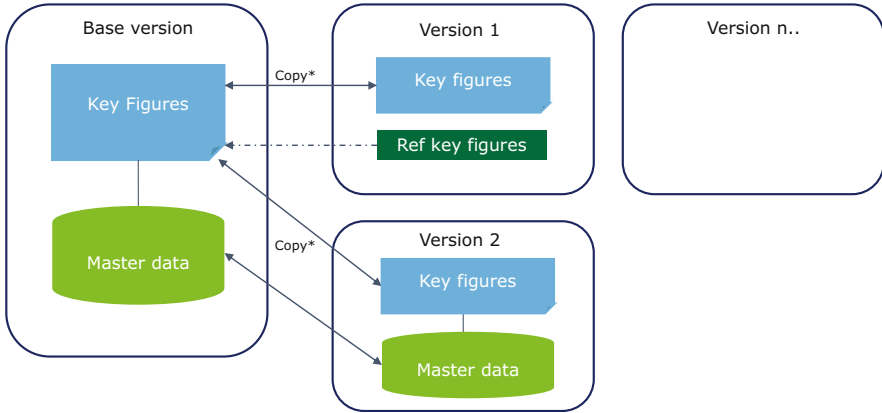 Base version
Key Figures
Master data
Copy*
Copy*
Version 1
Key figures
Ref key figures
Version 2
Key figures
Master data
Version n..